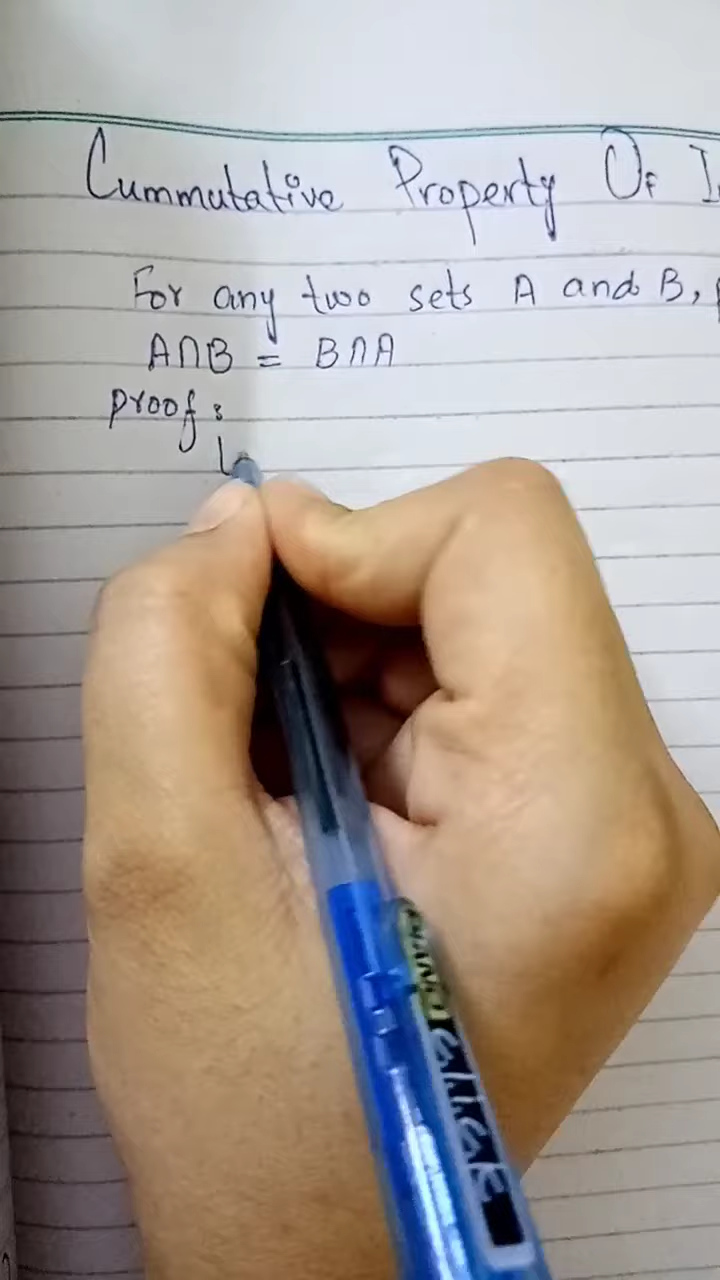 Cummutative Property Of
For any two sets A and B,
A∩B = B∩A
proof: